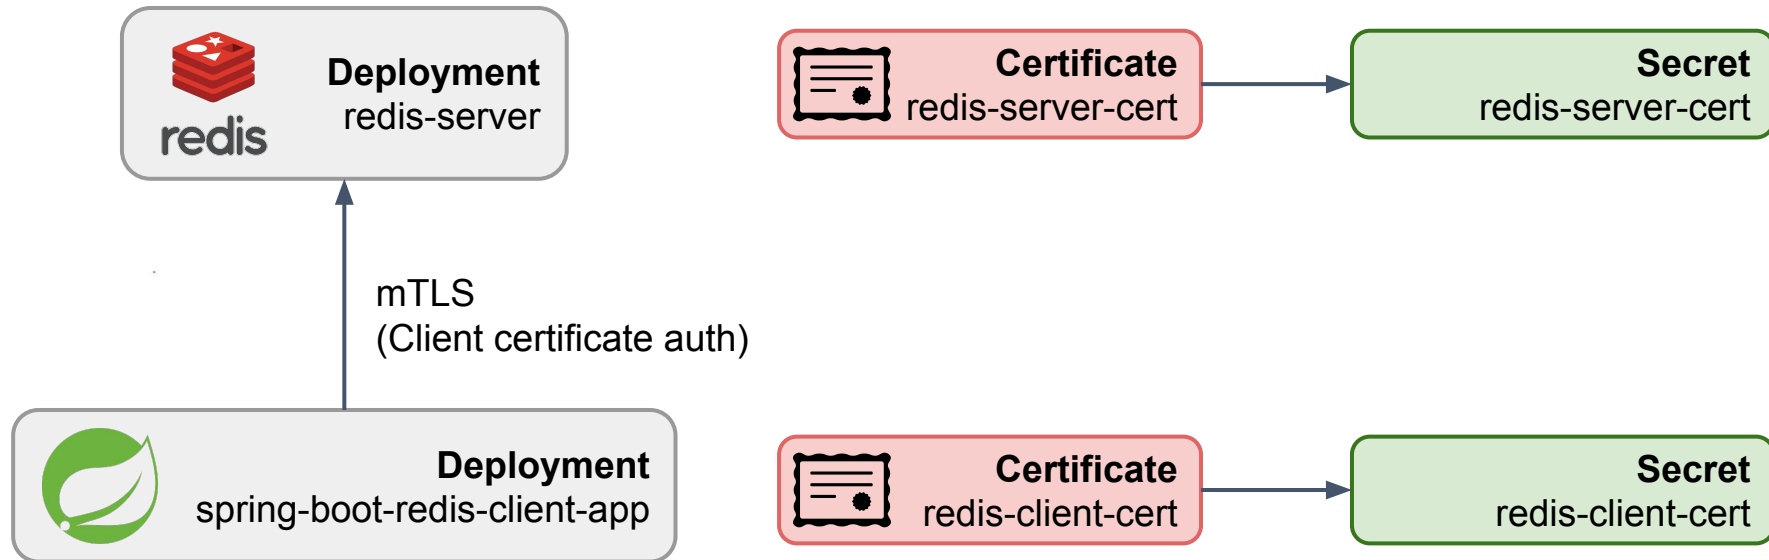 Deployment
redis-server
redis
Certificate
redis-server-cert
Secret
redis-server-cert
mTLS
(Client certificate auth)
Deployment
spring-boot-redis-client-app
Certificate
redis-client-cert
Secret
redis-client-cert